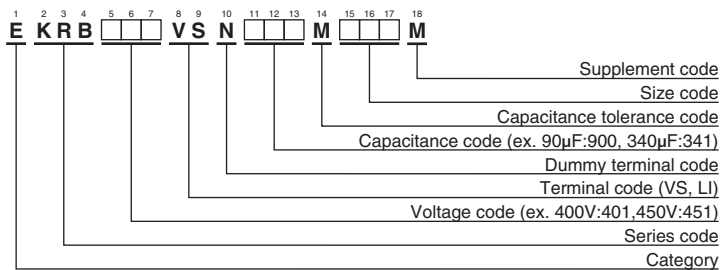 1 2 3 4 5 6 7 8 9 10 11 12 13 14 15 16 17 18
E KRB VS N M M
Supplement code
Size code
Capacitance tolerance code
Capacitance code (ex. 90µF:900, 340µF:341)
Dummy terminal code
Terminal code (VS, LI)
Voltage code (ex. 400V:401,450V:451)
Series code
Category